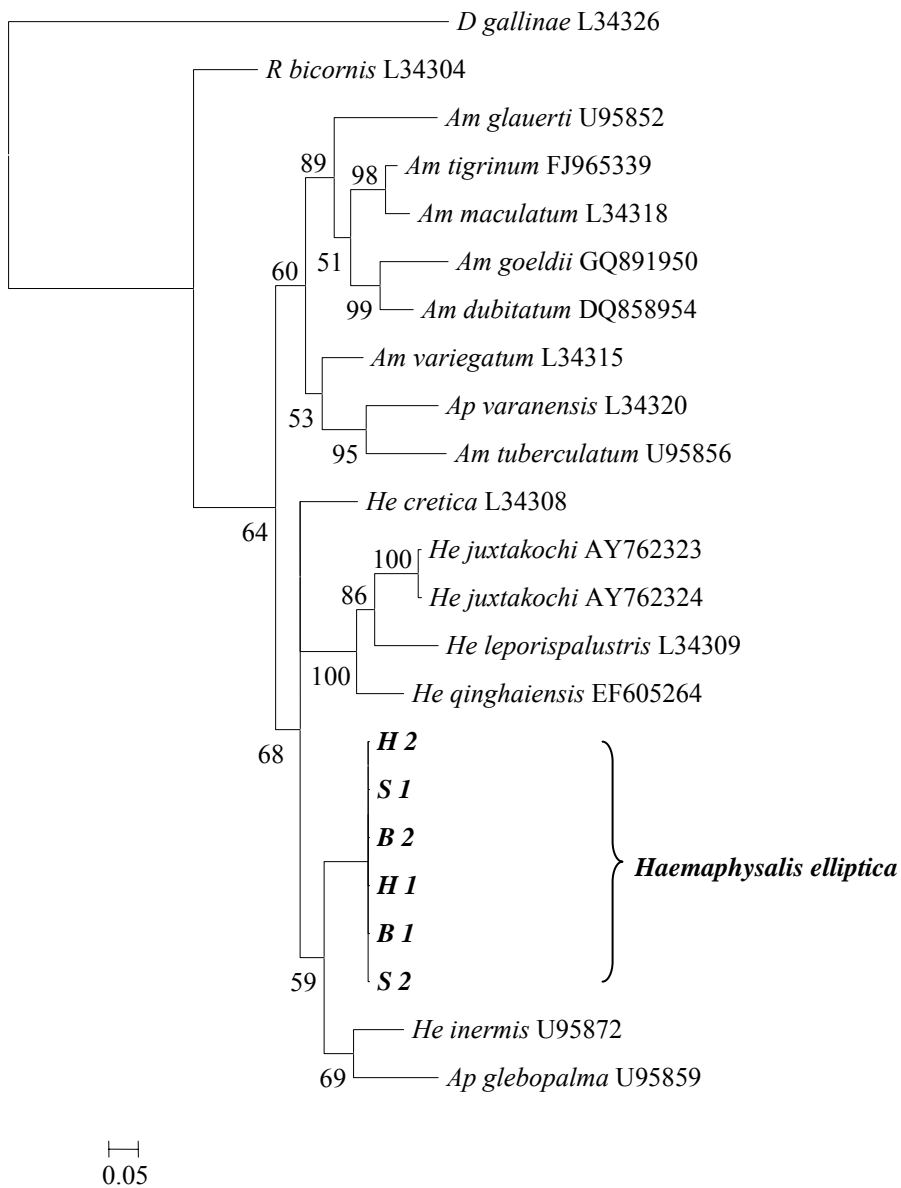 D gallinae L34326
R bicornis L34304
Am glauerti U95852
89
Am tigrinum FJ965339
98
Am maculatum L34318
51
Am goeldii GQ891950
60
99
Am dubitatum DQ858954
Am variegatum L34315
53
Ap varanensis L34320
95
Am tuberculatum U95856
He cretica L34308
64
He juxtakochi AY762323
100
He juxtakochi AY762324
86
He leporispalustris L34309
100
He qinghaiensis EF605264
68
H 2
S 1
B 2
H 1
B 1
S 2
Haemaphysalis elliptica
59
He inermis U95872
69
Ap glebopalma U95859
0.05